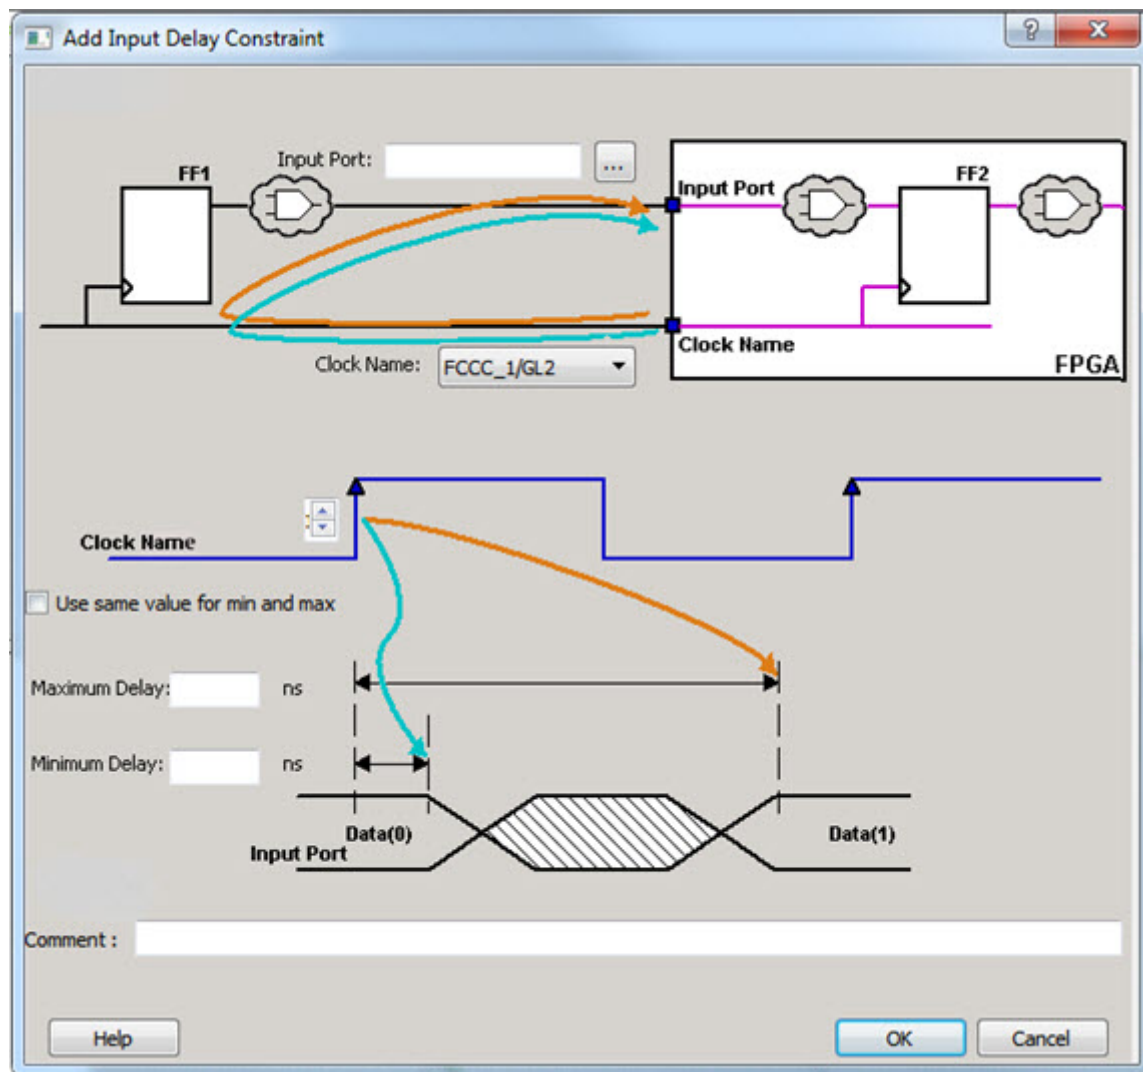 Add Input Delay Constraint
Input Port:
...
FF1
Input Port
FF2
Clock Name
FPGA
Clock Name:
FCCC_1/GL2
Clock Name
Use same value for min and max
Maximum Delay:
ns
Minimum Delay:
ns
Data(0)
Data(1)
Input Port
Comment :
Help
OK
Cancel